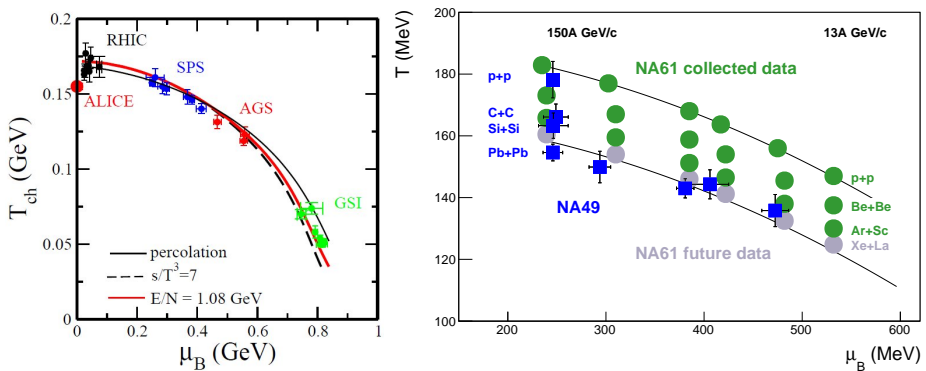 0.2
0.15
0.1
0.05
0
T_ch (GeV)
RHIC
ALICE
SPS
AGS
GSI
percolation
s/T^3=7
E/N = 1.08 GeV
0 0.2 0.4 0.6 0.8 1
μ_B (GeV)
T (MeV)
200
180
160
140
120
100
150A GeV/c 13A GeV/c
NA61 collected data
p+p
C+C
Si+Si
Pb+Pb
NA49
p+p
Be+Be
Ar+Sc
Xe+La
NA61 future data
200 300 400 500 600
μ_B (MeV)